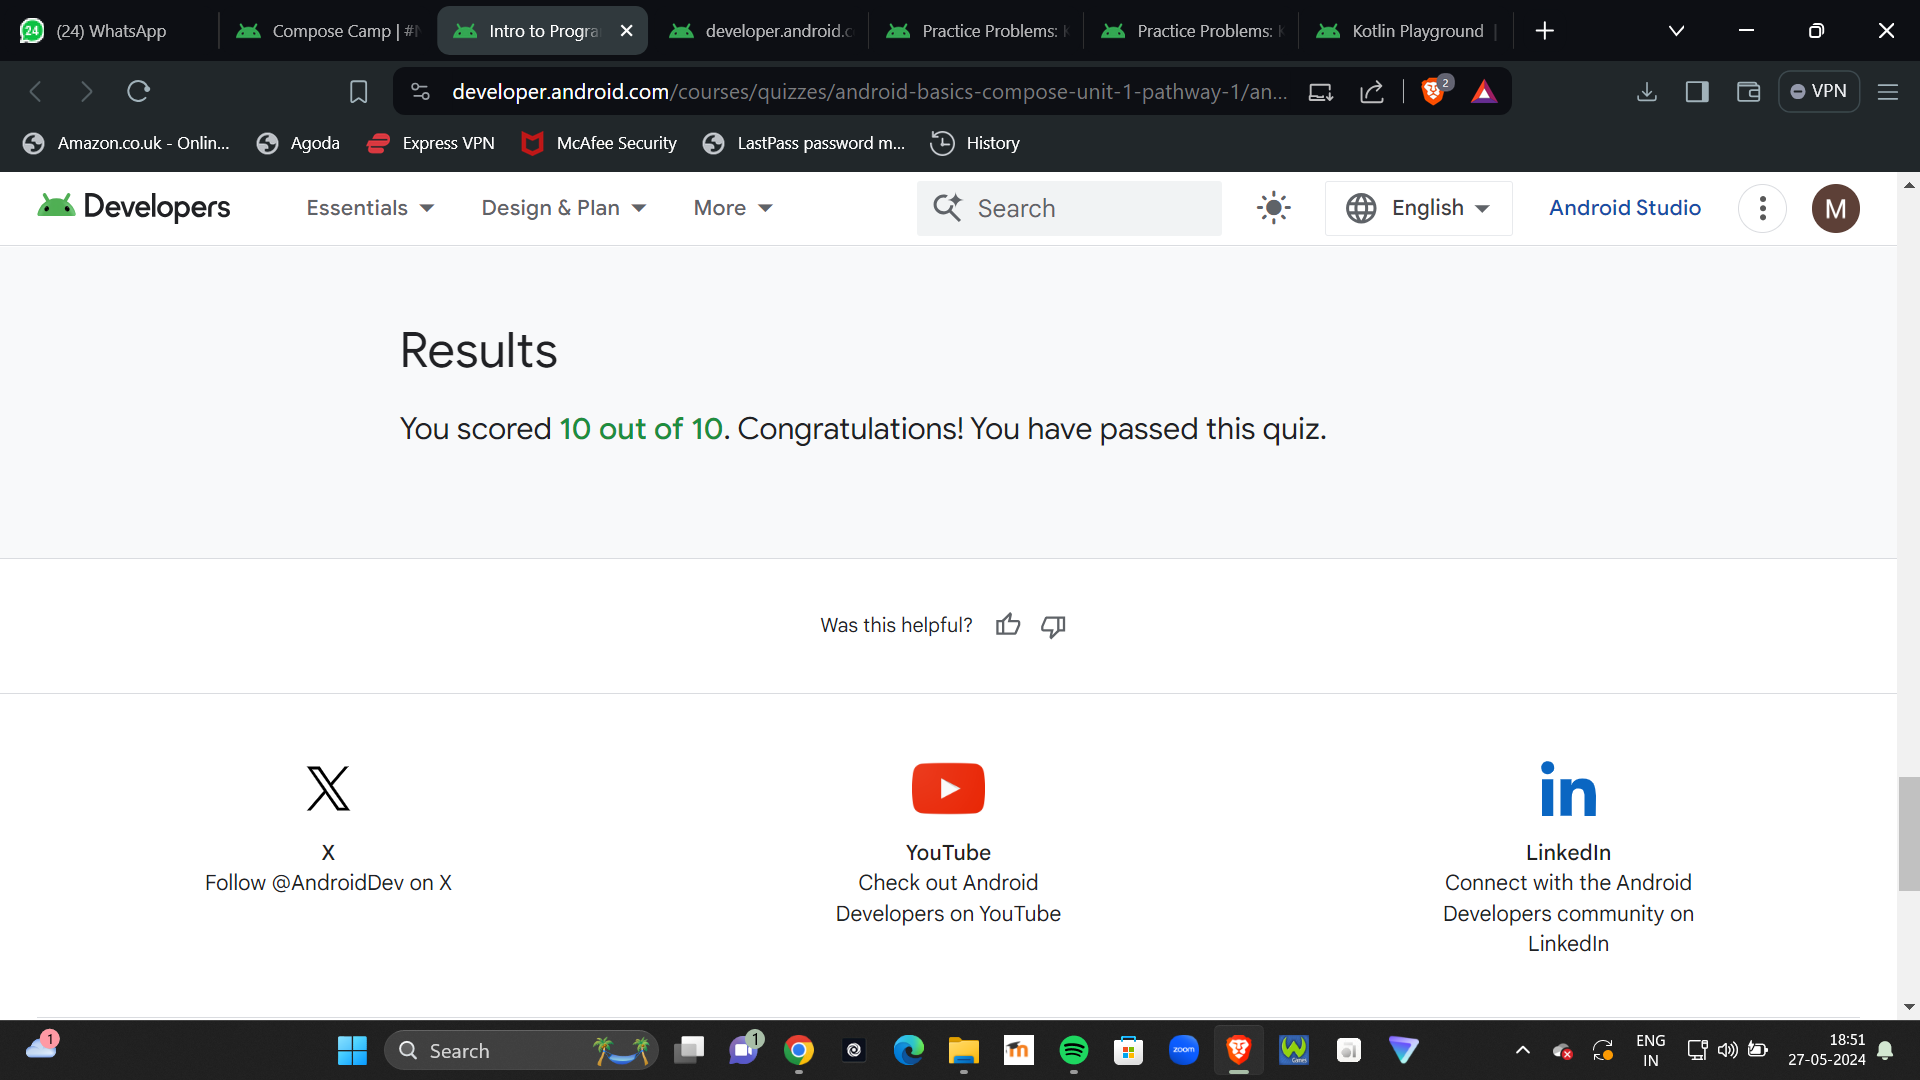 24 (24) WhatsApp
Compose Camp | #
Intro to Progra
developer.android.c
Practice Problems: K
Practice Problems: K
Kotlin Playground |
developer.android.com/courses/quizzes/android-basics-compose-unit-1-pathway-1/an...
2
VPN
Amazon.co.uk - Onlin...
Agoda
Express VPN
McAfee Security
LastPass password m...
History
Developers
Essentials
Design & Plan
More
Search
English
Android Studio
M
Results
You scored 10 out of 10. Congratulations! You have passed this quiz.
Was this helpful?
X
Follow @AndroidDev on X
YouTube
Check out Android
Developers on YouTube
in
LinkedIn
Connect with the Android
Developers community on
LinkedIn
1
Search
1
zoom
ENG
IN
18:51
27-05-2024